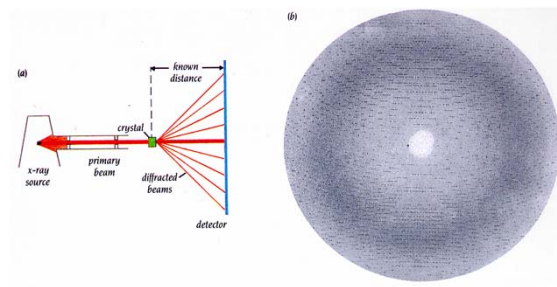 (a)
known
distance
crystal
x-ray
source
primary
beam
diffracted
beams
detector
(b)